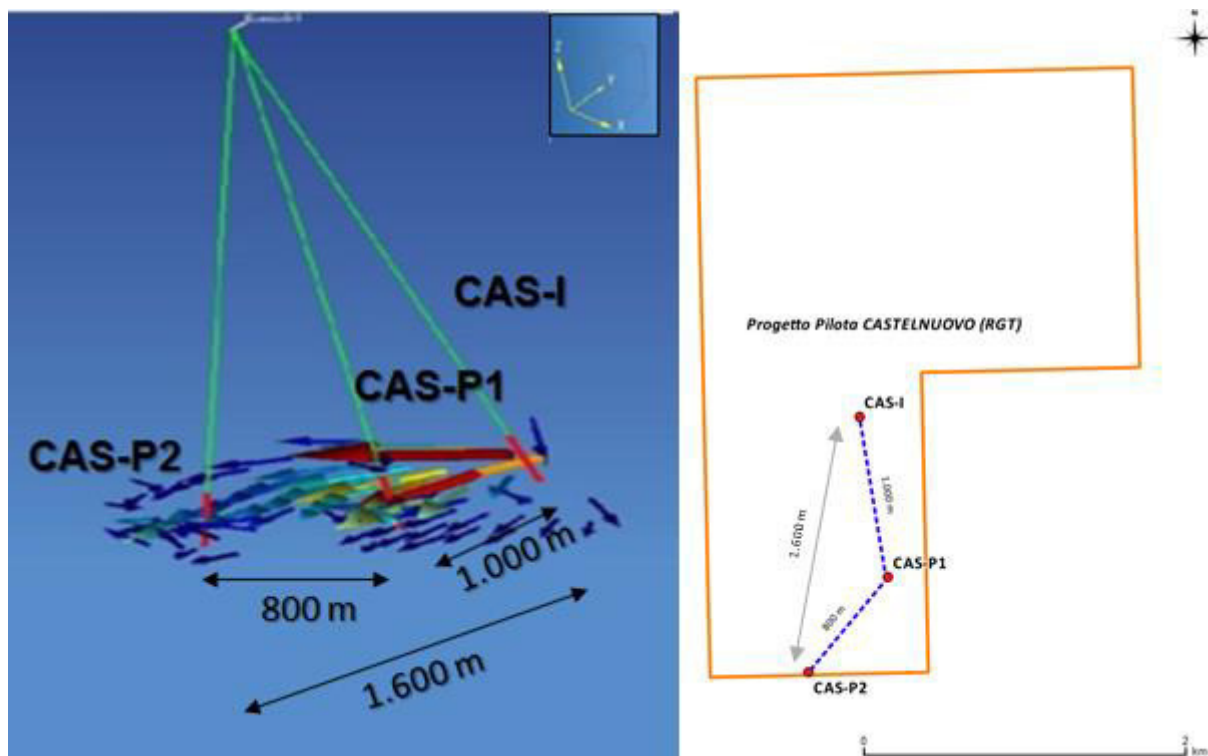 Z
Y
X
CAS-I
CAS-P1
CAS-P2
1.000 m
800 m
1.600 m
N
Progetto Pilota CASTELNUOVO (RGT)
CAS-I
1.000 m
2.600 m
CAS-P1
800 m
CAS-P2
0
2
km